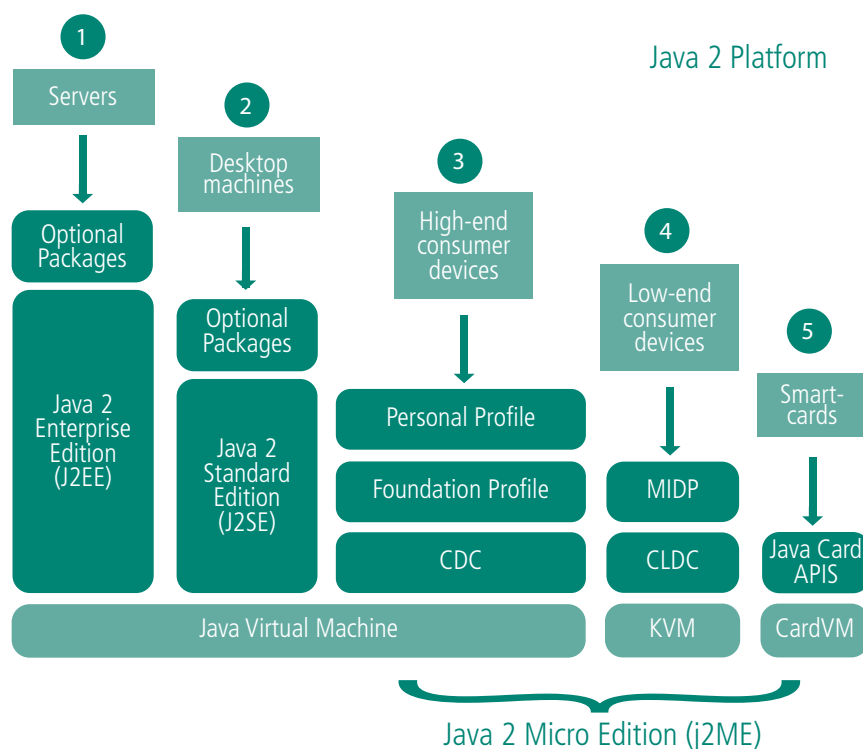 Java 2 Platform
1
Servers
Optional
Packages
Java 2
Enterprise
Edition
(J2EE)
2
Desktop
machines
Optional
Packages
Java 2
Standard
Edition
(J2SE)
3
High-end
consumer
devices
Personal Profile
Foundation Profile
CDC
Java Virtual Machine
4
Low-end
consumer
devices
MIDP
CLDC
KVM
5
Smart-
cards
Java Card
APIS
CardVM
Java 2 Micro Edition (j2ME)